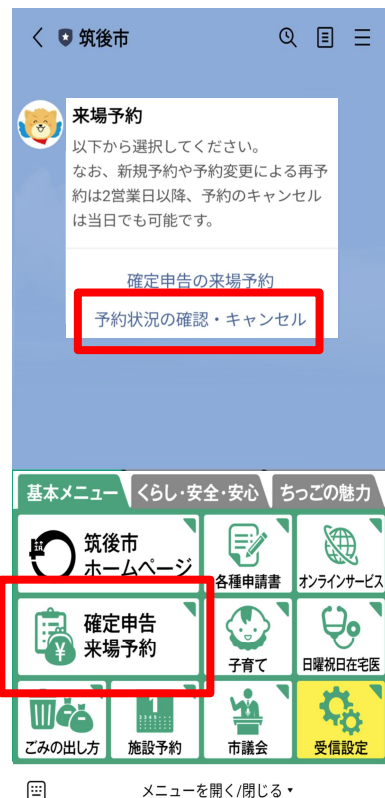 筑後市
来場予約
以下から選択してください。
なお、新規予約や予約変更による再予
約は2営業日以降、予約のキャンセル
は当日でも可能です。
確定申告の来場予約
予約状況の確認・キャンセル
基本メニュー くらし・安全・安心 ちっごの魅力
筑後市
ホームページ
各種申請書
オンラインサービス
確定申告
来場予約
子育て
日曜祝日在宅医
ごみの出し方
施設予約
市議会
受信設定
メニューを開く/閉じる▼